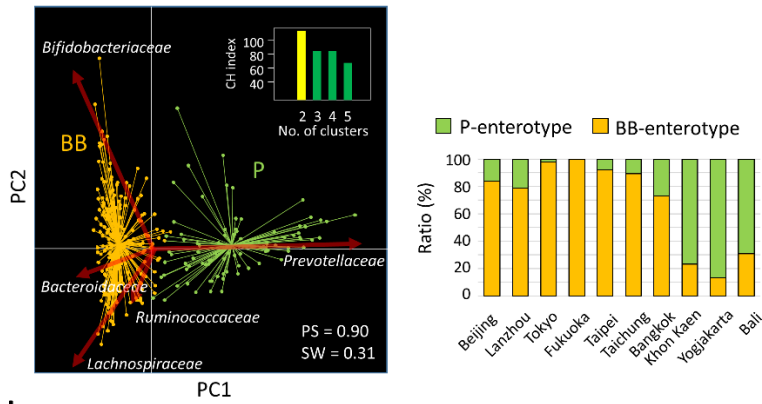 Bifidobacteriaceae
BB
P
Prevotellaceae
Bacteroidaceae
Ruminococcaceae
Lachnospiraceae
PS = 0.90
SW = 0.31
PC2
PC1
CH index
100
80
60
40
2 3 4 5
No. of clusters
P-enterotype BB-enterotype
Ratio (%)
100
80
60
40
20
0
Beijing
Lanzhou
Tokyo
Fukuoka
Taipei
Taichung
Bangkok
Khon Kaen
Yogjakarta
Bali